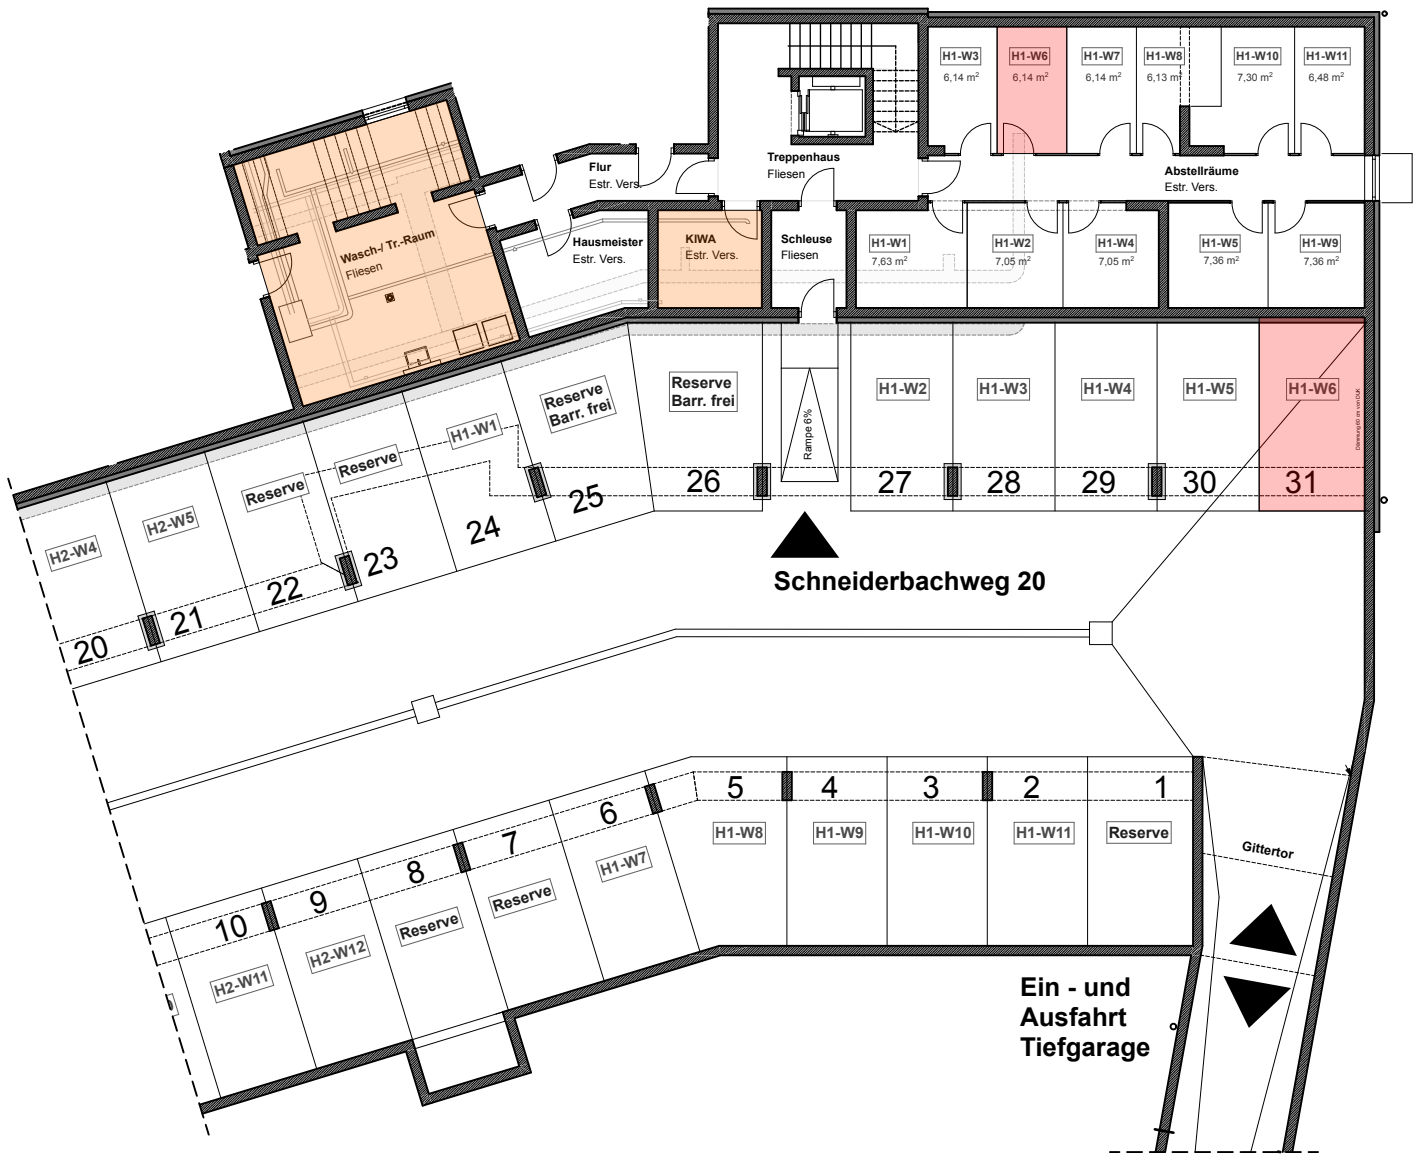 H1-W3
6,14 m²
H1-W6
6,14 m²
H1-W7
6,14 m²
H1-W8
6,13 m²
H1-W10
7,30 m²
H1-W11
6,48 m²
Flur
Estr. Vers.
Treppenhaus
Fliesen
Abstellräume
Estr. Vers.
Wasch-/ Tr.-Raum
Fliesen
Hausmeister
Estr. Vers.
KIWA
Estr. Vers.
Schleuse
Fliesen
H1-W1
7,63 m²
H1-W2
7,05 m²
H1-W4
7,05 m²
H1-W5
7,36 m²
H1-W9
7,36 m²
H2-W4
20
H2-W5
21
Reserve
22
Reserve
23
H1-W1
24
Reserve
Barr. frei
25
Reserve
Barr. frei
26
Rampe 6%
H1-W2
27
H1-W3
28
H1-W4
29
H1-W5
30
H1-W6
31
Schneiderbachweg 20
10
H2-W11
9
H2-W12
8
Reserve
7
Reserve
6
H1-W7
5
H1-W8
4
H1-W9
3
H1-W10
2
H1-W11
1
Reserve
Gittertor
Ein - und
Ausfahrt
Tiefgarage